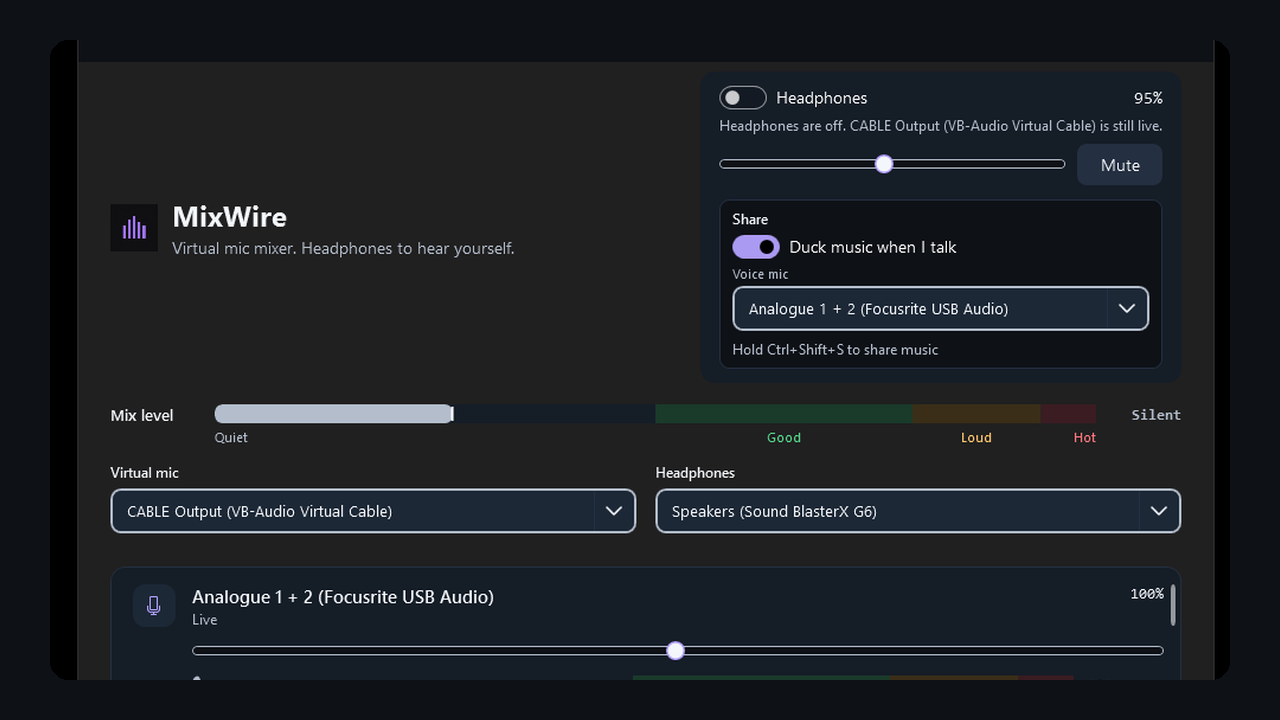 Headphones
95%
Headphones are off. CABLE Output (VB-Audio Virtual Cable) is still live.
Mute
MixWire
Virtual mic mixer. Headphones to hear yourself.
Share
Duck music when I talk
Voice mic
Analogue 1 + 2 (Focusrite USB Audio)
Hold Ctrl+Shift+S to share music
Mix level
Silent
Quiet
Good
Loud
Hot
Virtual mic
Headphones
CABLE Output (VB-Audio Virtual Cable)
Speakers (Sound BlasterX G6)
Analogue 1 + 2 (Focusrite USB Audio)
100%
Live